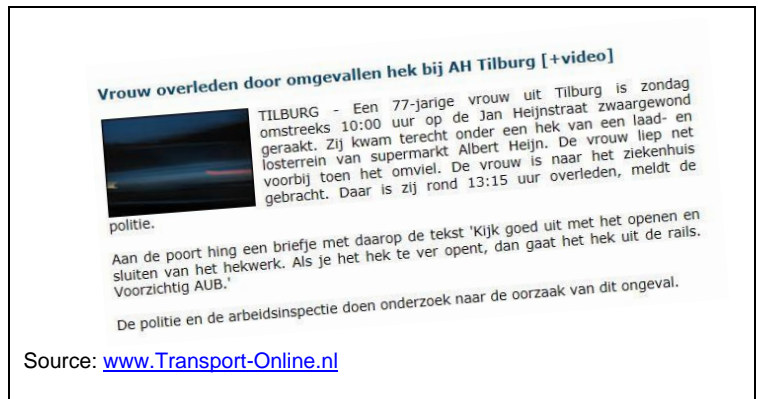 Vrouw overleden door omgevallen hek bij AH Tilburg [+video]
TILBURG - Een 77-jarige vrouw uit Tilburg is zondag
omstreeks 10:00 uur op de Jan Heijnstraat zwaargewond
geraakt. Zij kwam terecht onder een hek van een laad- en
losterrein van supermarkt Albert Heijn. De vrouw liep net
voorbij toen het omviel. De vrouw is naar het ziekenhuis
gebracht. Daar is zij rond 13:15 uur overleden, meldt de
politie.
Aan de poort hing een briefje met daarop de tekst 'Kijk goed uit met het openen en
sluiten van het hekwerk. Als je het hek te ver opent, dan gaat het hek uit de rails.
Voorzichtig AUB.'
De politie en de arbeidsinspectie doen onderzoek naar de oorzaak van dit ongeval.
Source: www.Transport-Online.nl